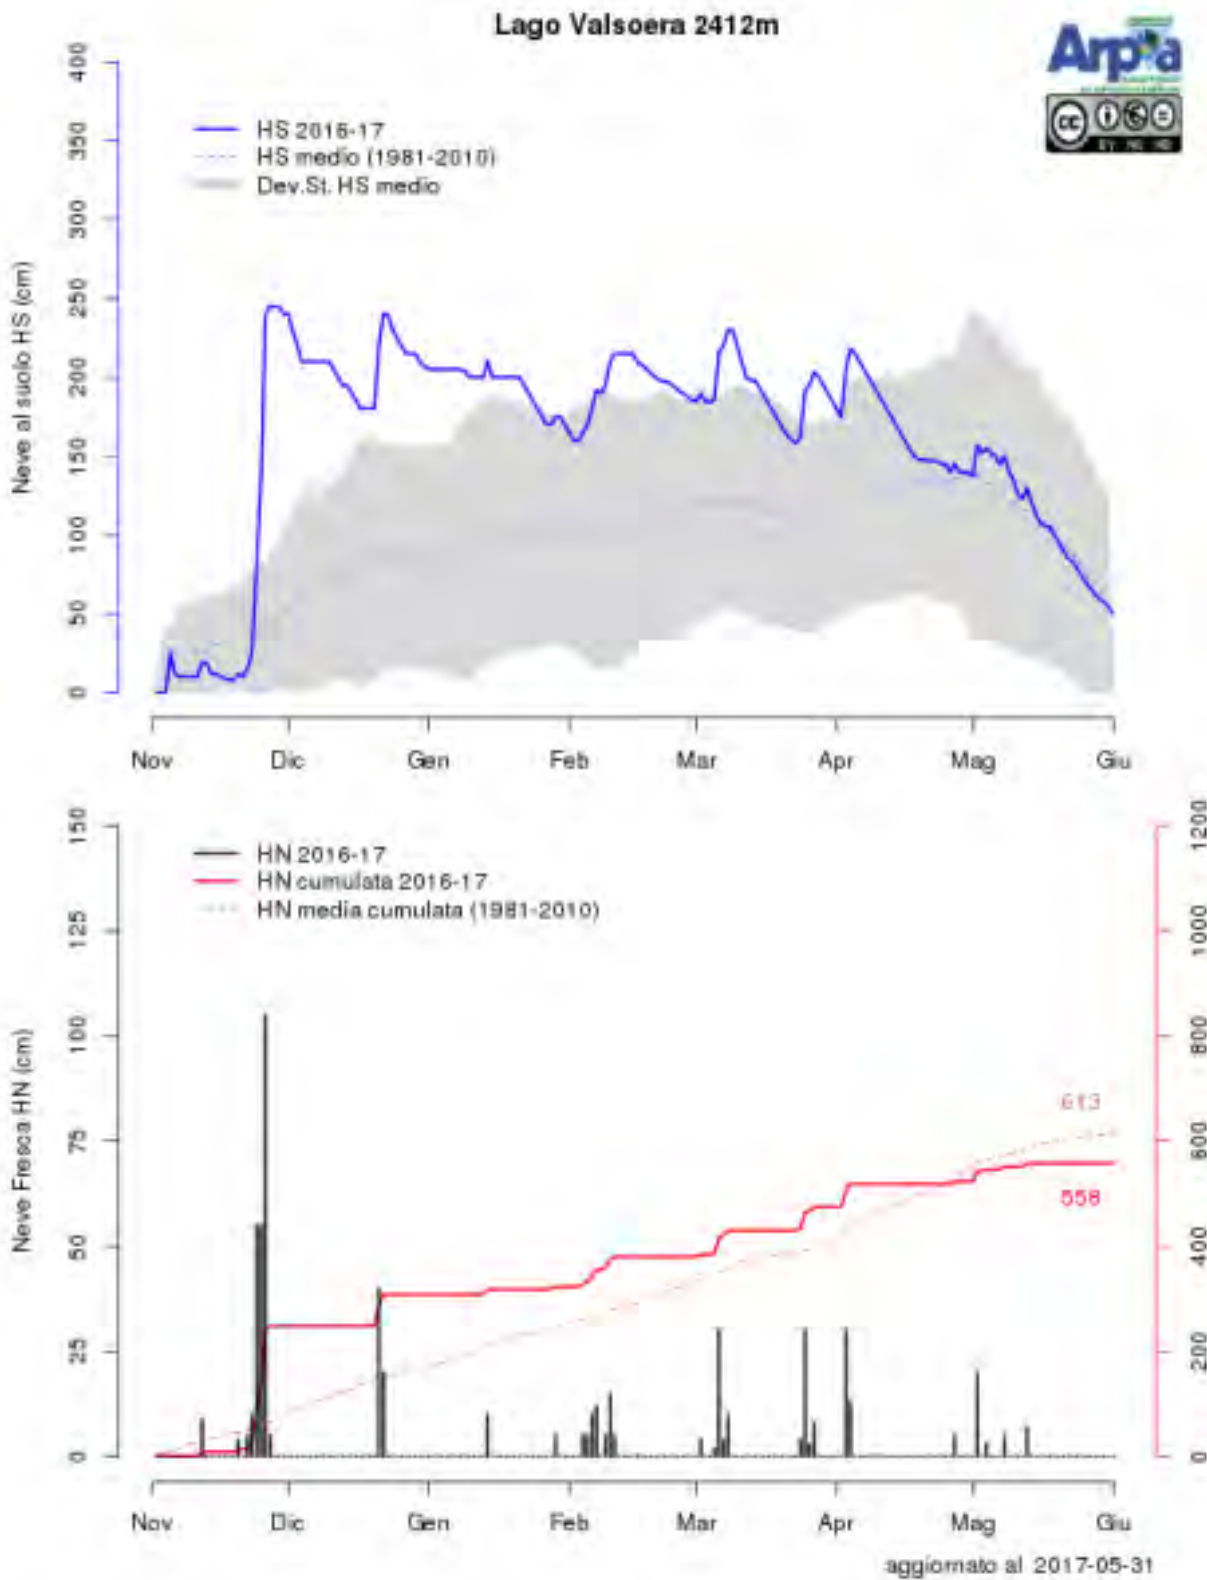 Lago Valsoera 2412m
Arpa
cc
BY NC ND
HS 2016-17
HS medio (1981-2010)
Dev.St. HS medio
Neve al suolo HS (cm)
400
350
300
250
200
150
100
50
0
Nov Dic Gen Feb Mar Apr Mag Giu
HN 2016-17
HN cumulata 2016-17
HN media cumulata (1981-2010)
Neve Fresca HN (cm)
150
125
100
75
50
25
0
1200
1000
800
600
400
200
0
613
558
Nov Dic Gen Feb Mar Apr Mag Giu
aggiornato al 2017-05-31